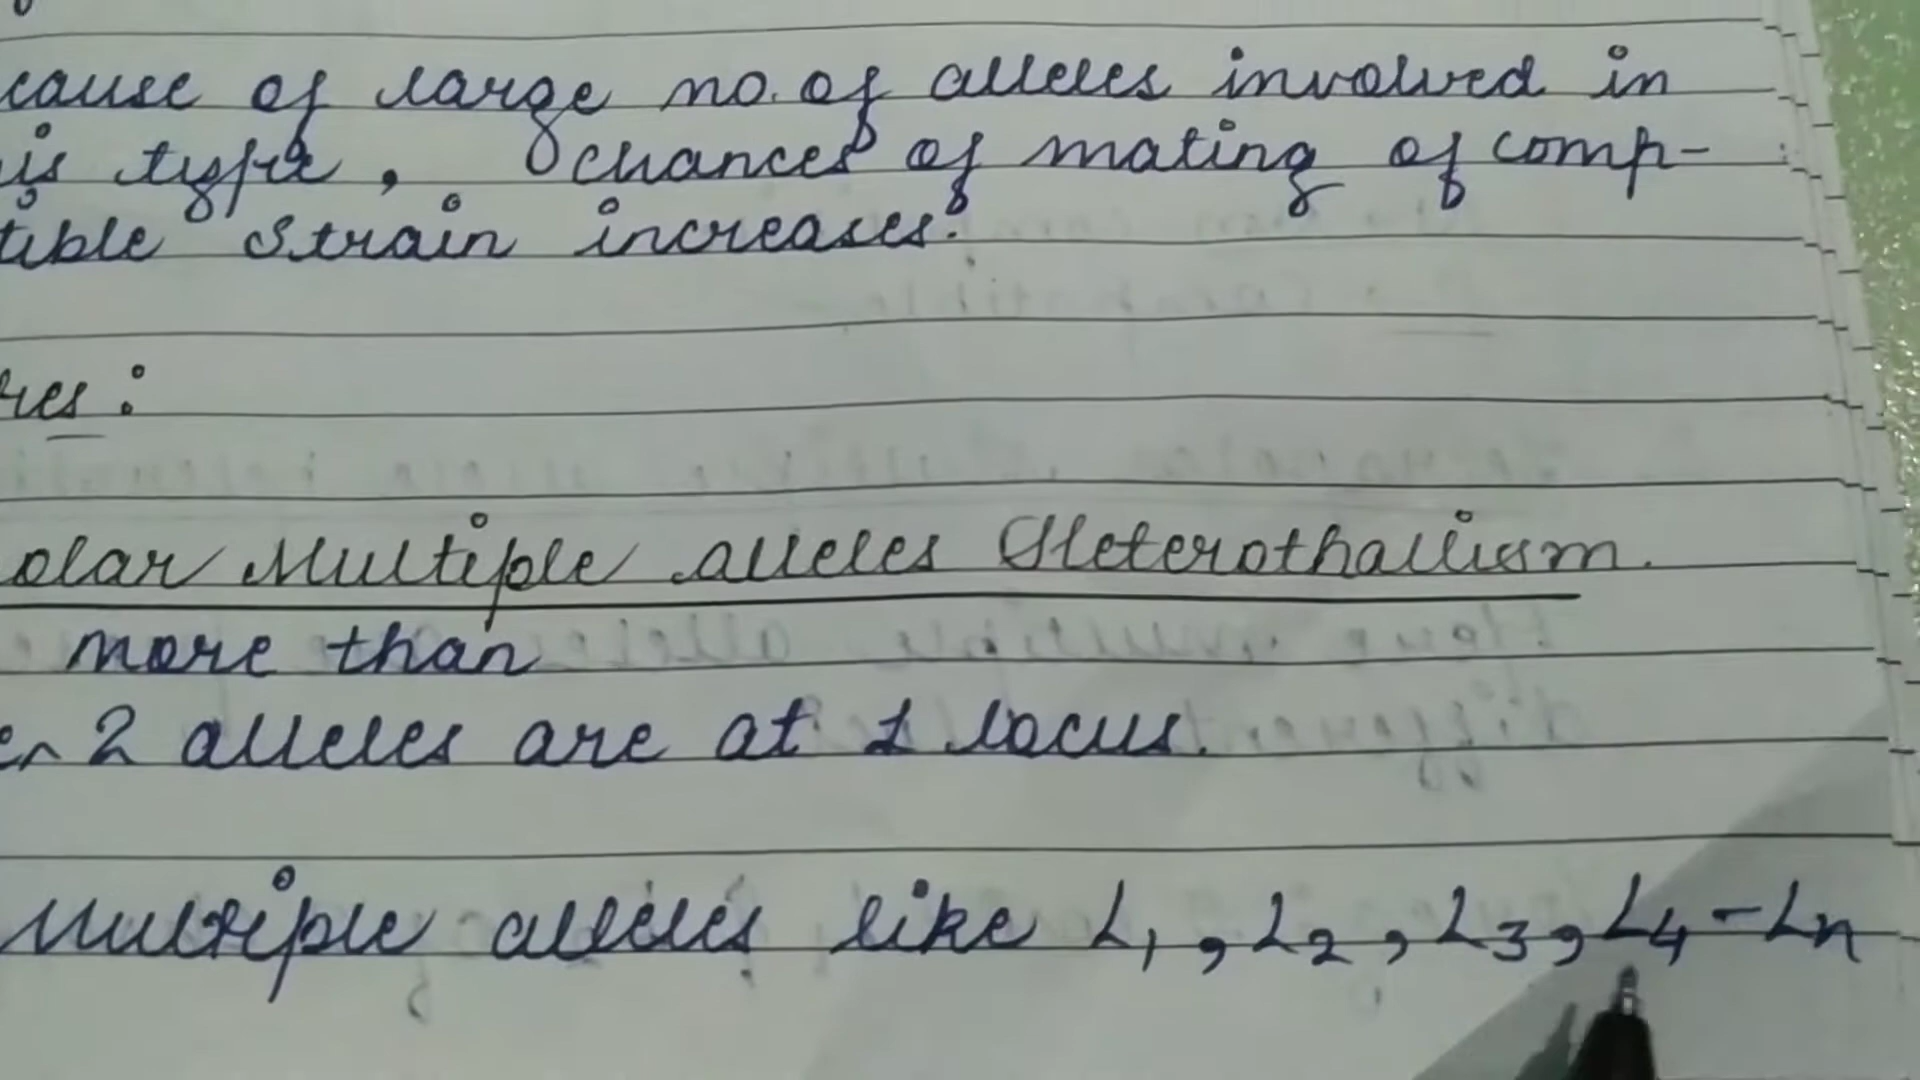 cause of large no. of alleles involved in
is type, chances of mating of comp-
tible strain increases.
res:
olar Multiple alleles Heterothallism.
more than
en 2 alleles are at 1 locus.
Multiple alleles like L1, L2, L3, L4 - Ln